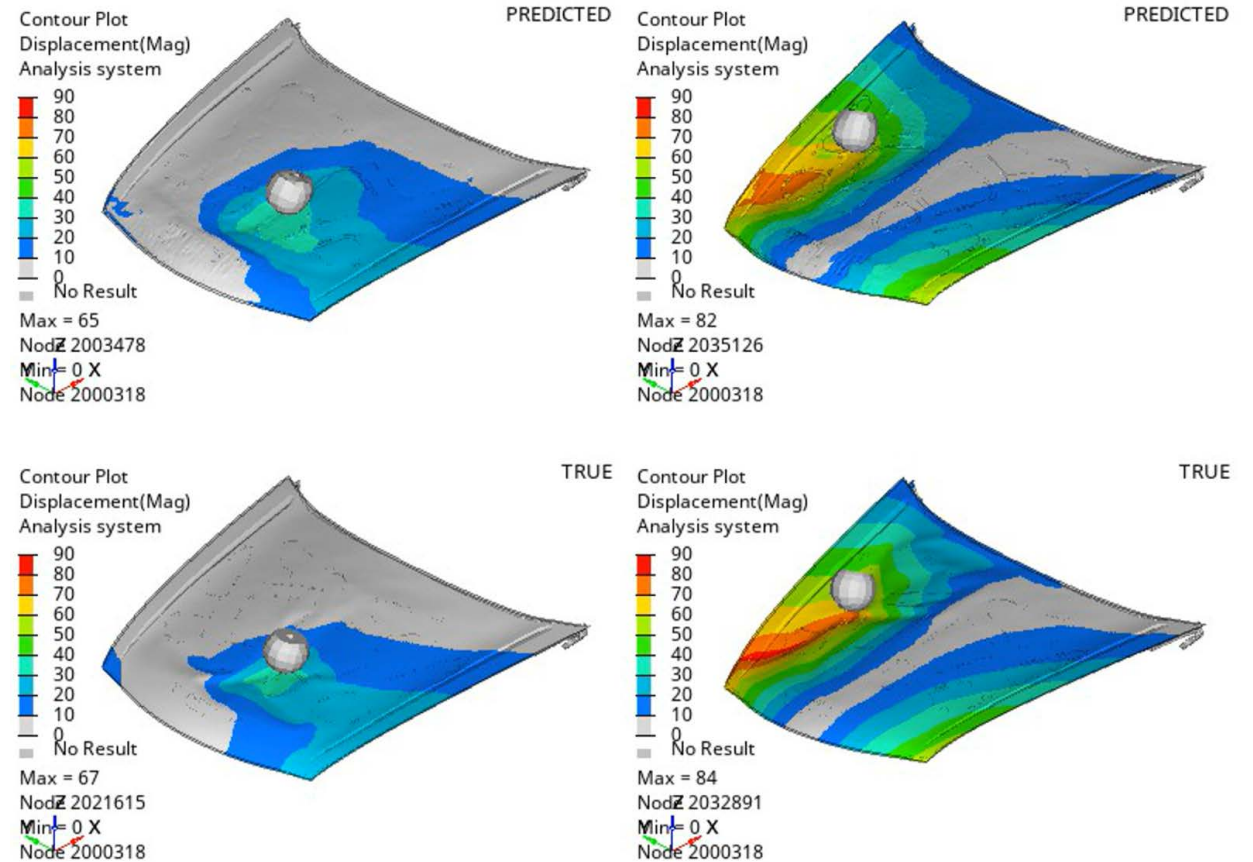 Contour Plot
PREDICTED
Displacement(Mag)
Analysis system
90
80
70
60
50
40
30
20
10
0
No Result
Max = 65
Node 2003478
Min = 0
Node 2000318
Z
Y
X
Contour Plot
PREDICTED
Displacement(Mag)
Analysis system
90
80
70
60
50
40
30
20
10
0
No Result
Max = 82
Node 2035126
Min = 0
Node 2000318
Z
Y
X
Contour Plot
TRUE
Displacement(Mag)
Analysis system
90
80
70
60
50
40
30
20
10
0
No Result
Max = 67
Node 2021615
Min = 0
Node 2000318
Z
Y
X
Contour Plot
TRUE
Displacement(Mag)
Analysis system
90
80
70
60
50
40
30
20
10
0
No Result
Max = 84
Node 2032891
Min = 0
Node 2000318
Z
Y
X